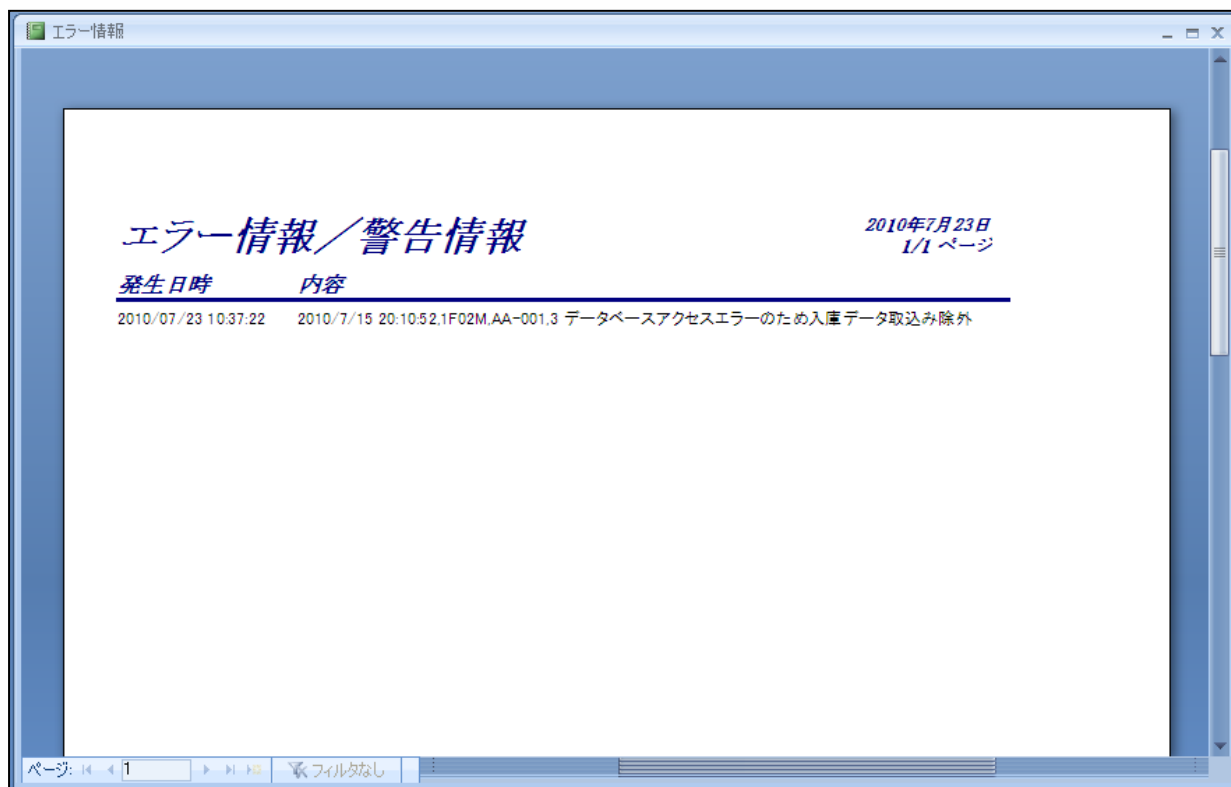 エラー情報
エラー情報／警告情報
2010年7月23日
1/1 ページ
発生日時 内容
2010/07/23 10:37:22 2010/7/15 20:10:52,1F02M,AA-001,3 データベースアクセスエラーのため入庫データ取込み除外
ページ: 1 フィルタなし